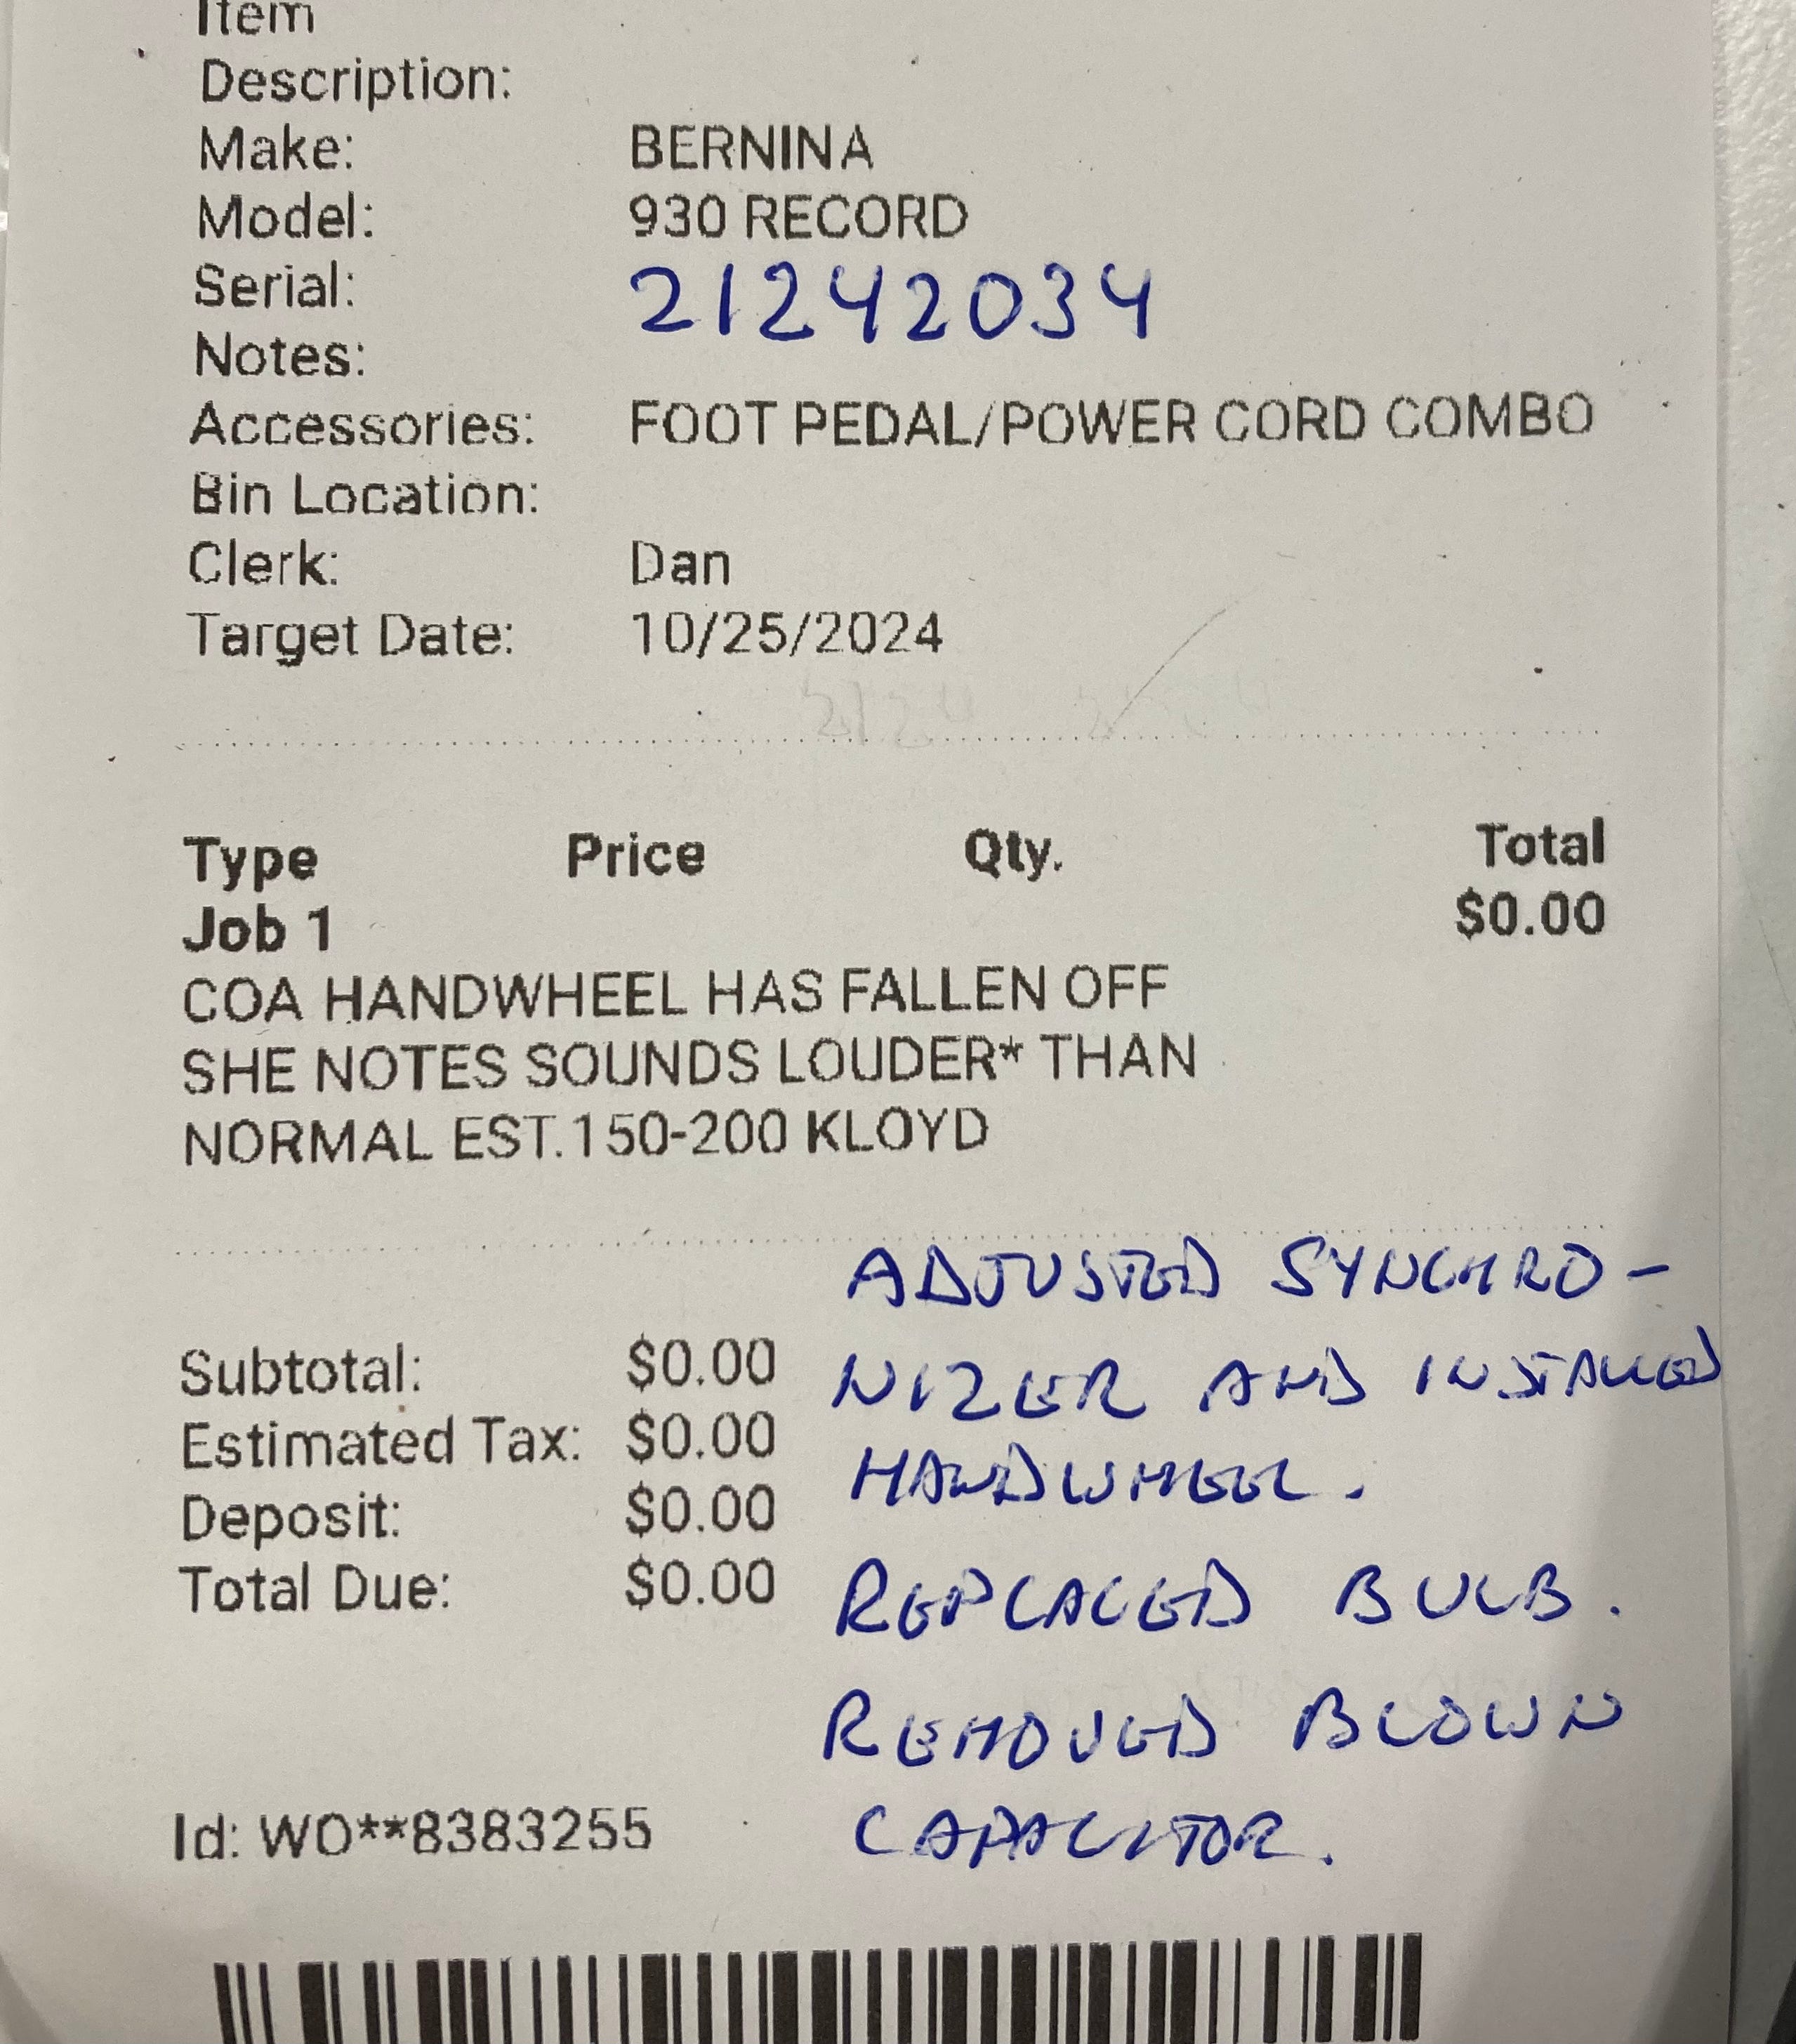 Item
Description:
Make: BERNINA
Model: 930 RECORD
Serial: 21242034
Notes:
Accessories: FOOT PEDAL/POWER CORD COMBO
Bin Location:
Clerk: Dan
Target Date: 10/25/2024
Type Price Qty. Total
Job 1 $0.00
COA HANDWHEEL HAS FALLEN OFF
SHE NOTES SOUNDS LOUDER* THAN
NORMAL EST.150-200 KLOYD
Subtotal: $0.00
Estimated Tax: $0.00
Deposit: $0.00
Total Due: $0.00
ADJUSTED SYNCHRO-
NIZER AND INSTALLED
HANDWHEEL.
REPLACED BULB.
REMOVED BLOWN
CAPACITOR.
Id: WO**8383255